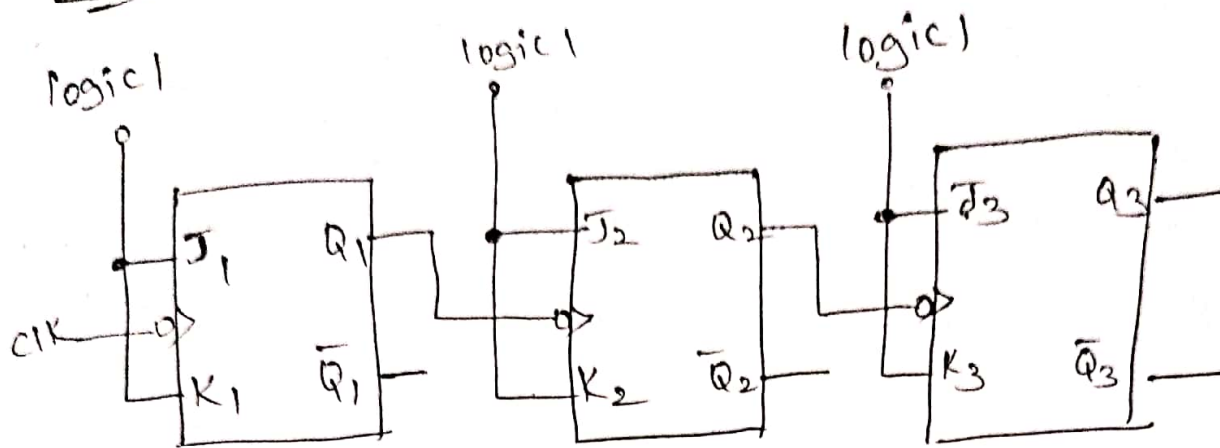 logic 1 logic 1 logic 1
J1 Q1 J2 Q2 J3 Q3
CLK
K1 Q̅1 K2 Q̅2 K3 Q̅3